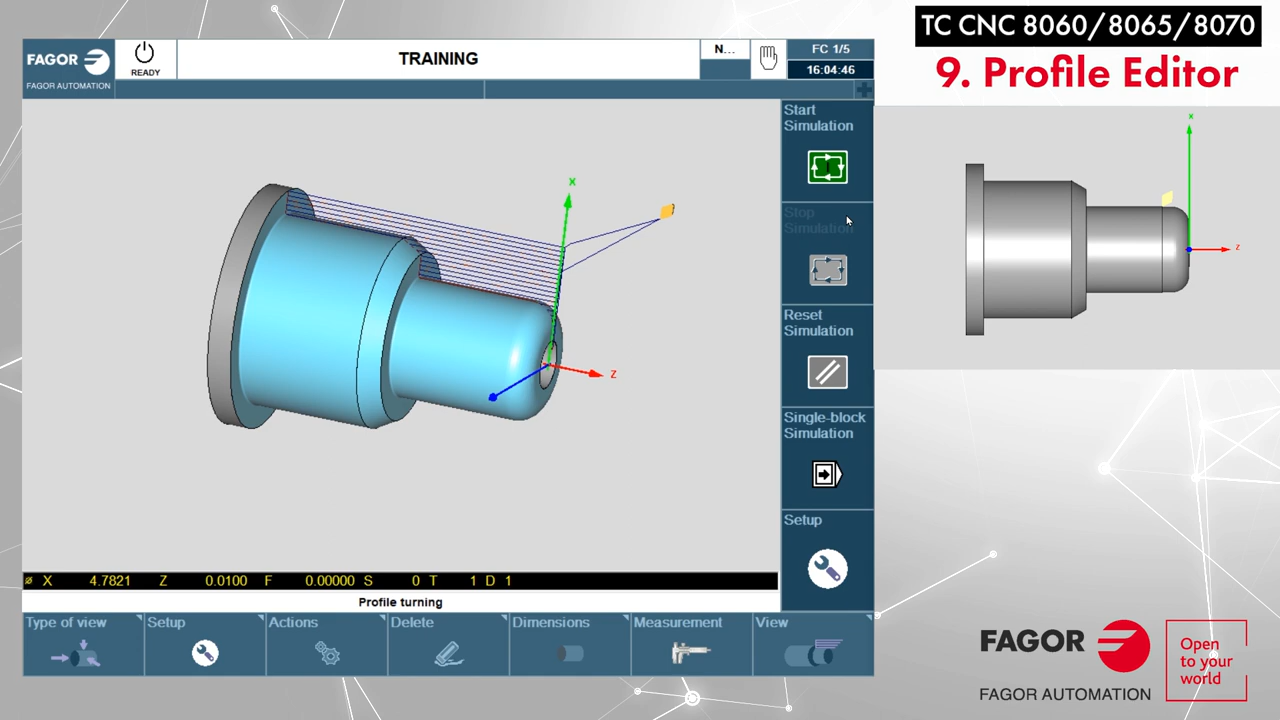 TC CNC 8060/8065/8070
9. Profile Editor
FAGOR
FAGOR AUTOMATION
READY
TRAINING
N...
FC 1/5
16:04:46
Start
Simulation
Stop
Simulation
Reset
Simulation
Single-block
Simulation
Setup
X
Z
X
Z
ø X 4.7821 Z 0.0100 F 0.00000 S 0 T 1 D 1
Profile turning
Type of view
Setup
Actions
Delete
Dimensions
Measurement
View
FAGOR
FAGOR AUTOMATION
Open
to your
world